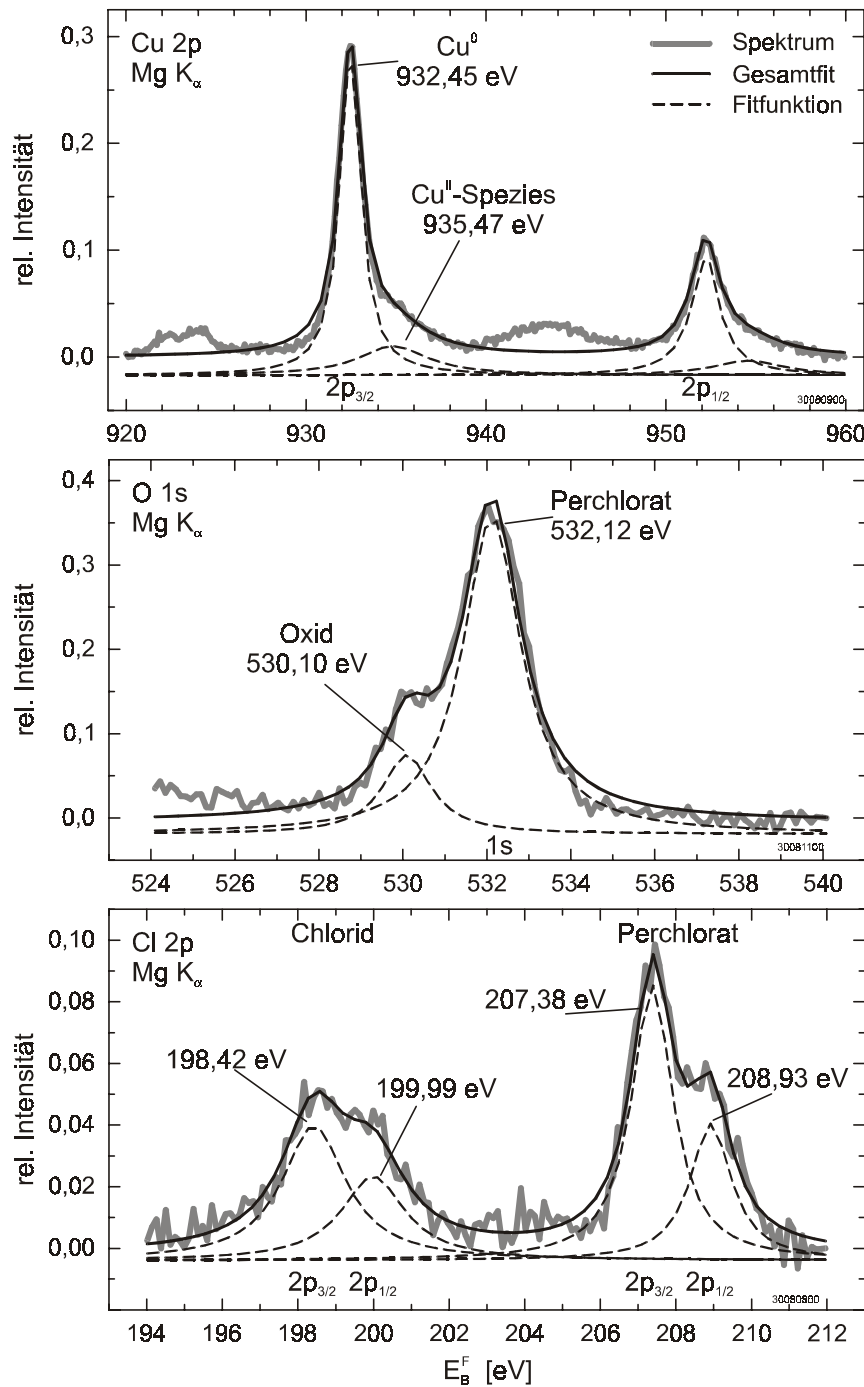 Cu 2p
Mg Kα
Cu⁰
932,45 eV
Cuᴵᴵ-Spezies
935,47 eV
Spektrum
Gesamtfit
Fitfunktion
rel. Intensität
0,3
0,2
0,1
0,0
2p3/2
2p1/2
30080900
920 930 940 950 960
O 1s
Mg Kα
Perchlorat
532,12 eV
Oxid
530,10 eV
rel. Intensität
0,4
0,3
0,2
0,1
0,0
1s
30081100
524 526 528 530 532 534 536 538 540
Cl 2p
Mg Kα
Chlorid
Perchlorat
207,38 eV
198,42 eV
199,99 eV
208,93 eV
rel. Intensität
0,10
0,08
0,06
0,04
0,02
0,00
2p3/2 2p1/2
2p3/2 2p1/2
194 196 198 200 202 204 206 208 210 212
E_B^F [eV]